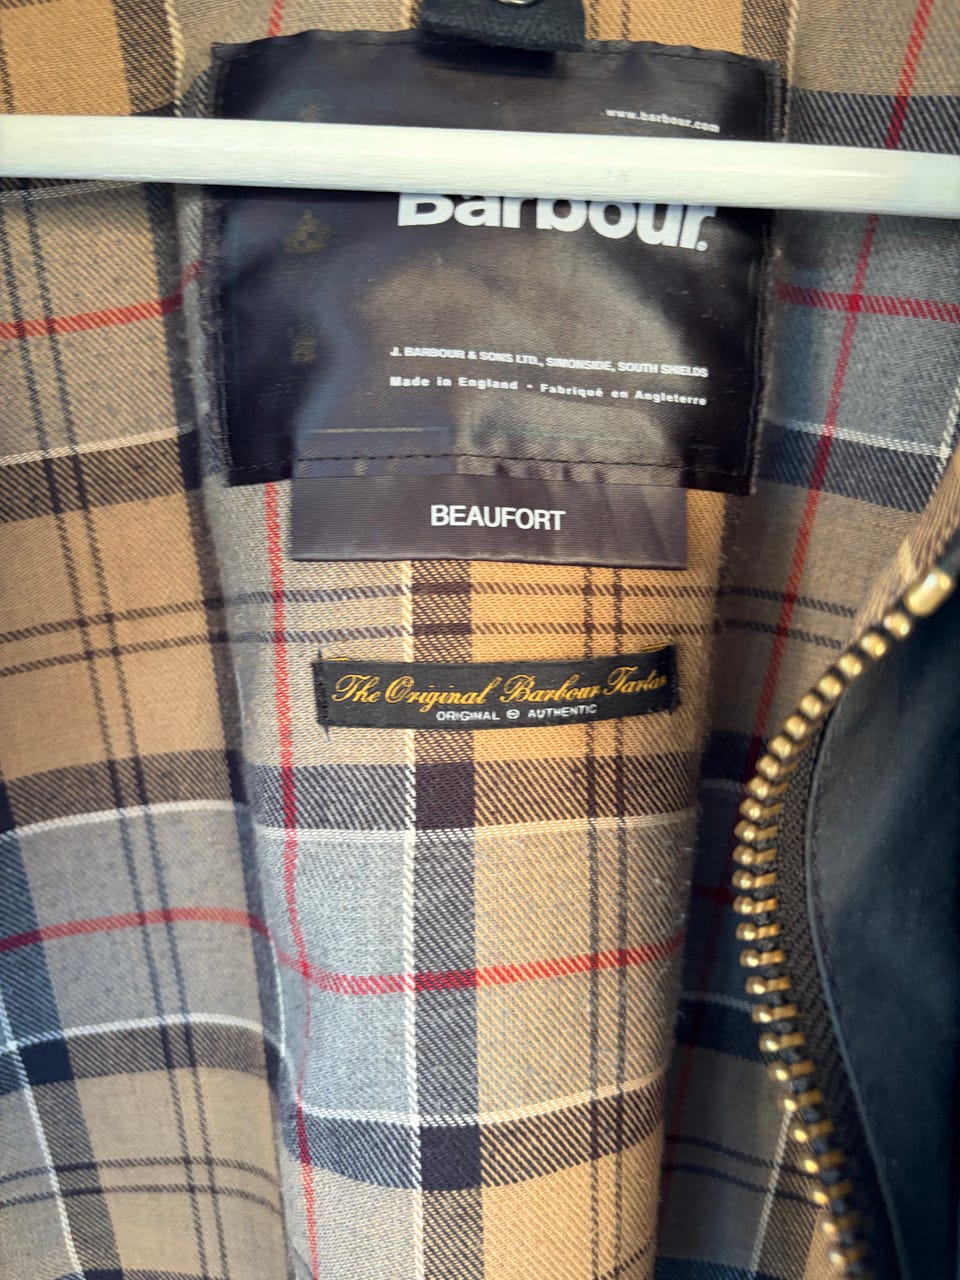 www.barbour.com
Barbour.
J. BARBOUR & SONS LTD., SIMONSIDE, SOUTH SHIELDS
Made in England - Fabriqué en Angleterre
BEAUFORT
The Original Barbour Tartan
ORIGINAL AUTHENTIC